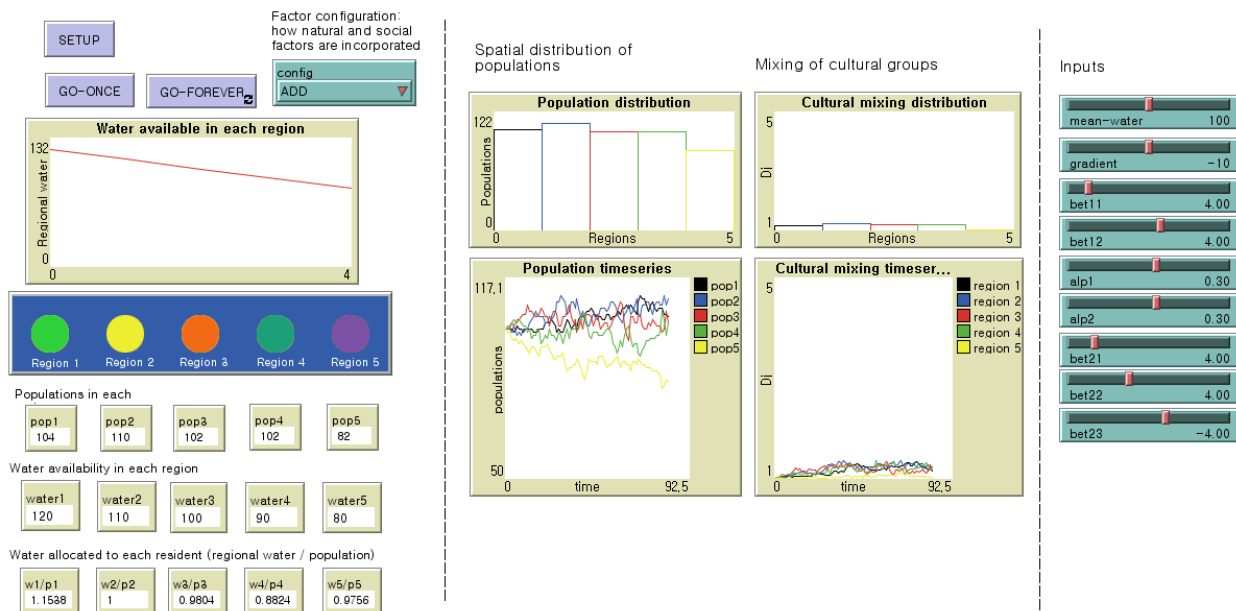 SETUP
GO-ONCE
GO-FOREVER
Factor configuration:
how natural and social
factors are incorporated
config
ADD
Water available in each region
132
Regional water
0
0
4
Region 1
Region 2
Region 3
Region 4
Region 5
Populations in each
pop1
104
pop2
110
pop3
102
pop4
102
pop5
82
Water availability in each region
water1
120
water2
110
water3
100
water4
90
water5
80
Water allocated to each resident (regional water / population)
w1/p1
1.1538
w2/p2
1
w3/p3
0.9804
w4/p4
0.8824
w5/p5
0.9756
Spatial distribution of
populations
Population distribution
122
Populations
0
0
Regions
5
Population timeseries
117.1
populations
50
0
time
92.5
pop1
pop2
pop3
pop4
pop5
Mixing of cultural groups
Cultural mixing distribution
5
Di
1
0
Regions
5
Cultural mixing timeser...
5
Di
1
0
time
92.5
region 1
region 2
region 3
region 4
region 5
Inputs
mean-water 100
gradient -10
bet11 4.00
bet12 4.00
alp1 0.30
alp2 0.30
bet21 4.00
bet22 4.00
bet23 -4.00